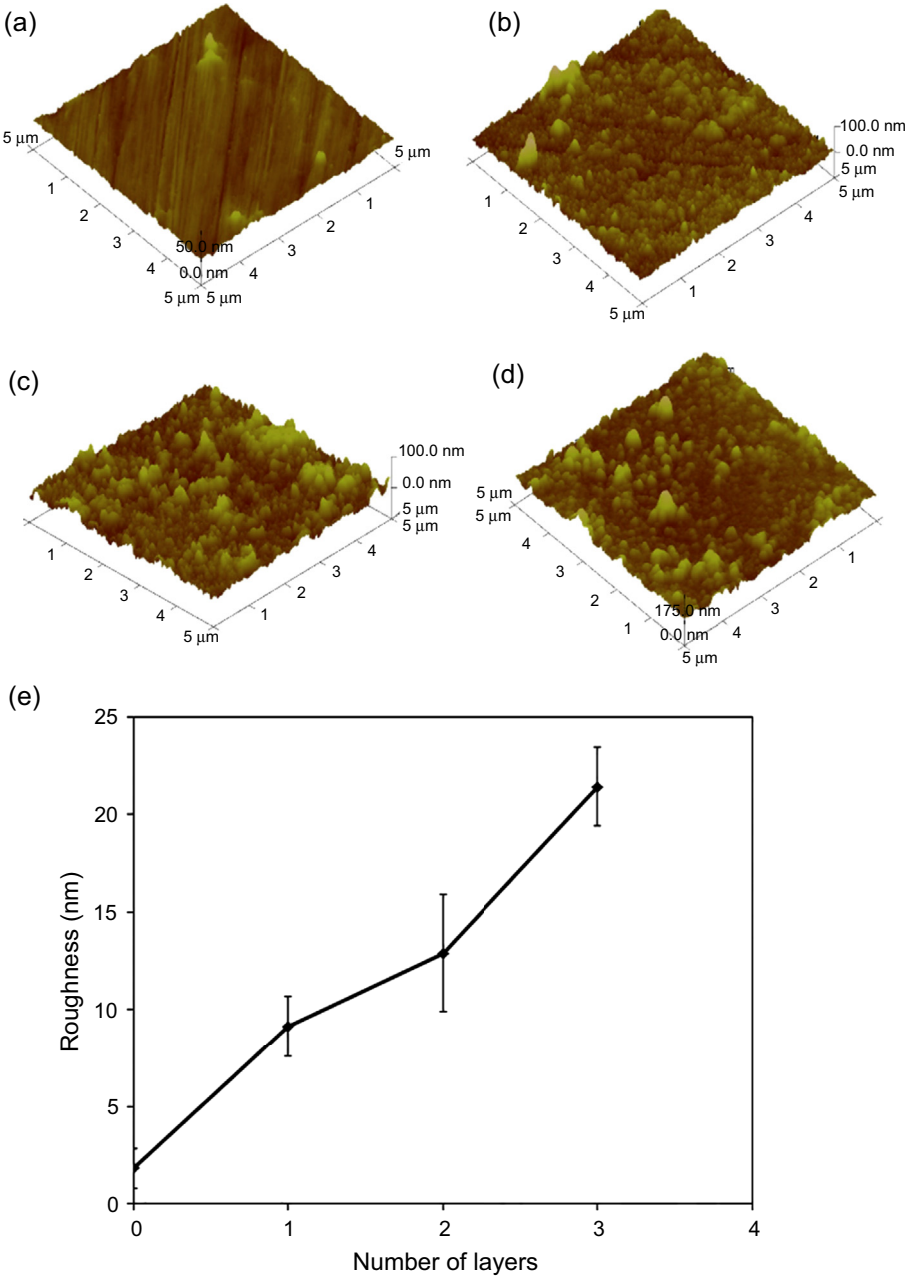 (a)
5 μm
1
2
3
4
5 μm
50.0 nm
0.0 nm
5 μm
4
3
2
1
5 μm
(b)
100.0 nm
0.0 nm
5 μm
5 μm
1
2
3
4
5 μm
1
2
3
4
(c)
100.0 nm
0.0 nm
5 μm
5 μm
1
2
3
4
5 μm
1
2
3
4
(d)
5 μm
5 μm
4
3
2
1
175.0 nm
0.0 nm
5 μm
4
3
2
1
(e)
Roughness (nm)
25
20
15
10
5
0
0 1 2 3 4
Number of layers